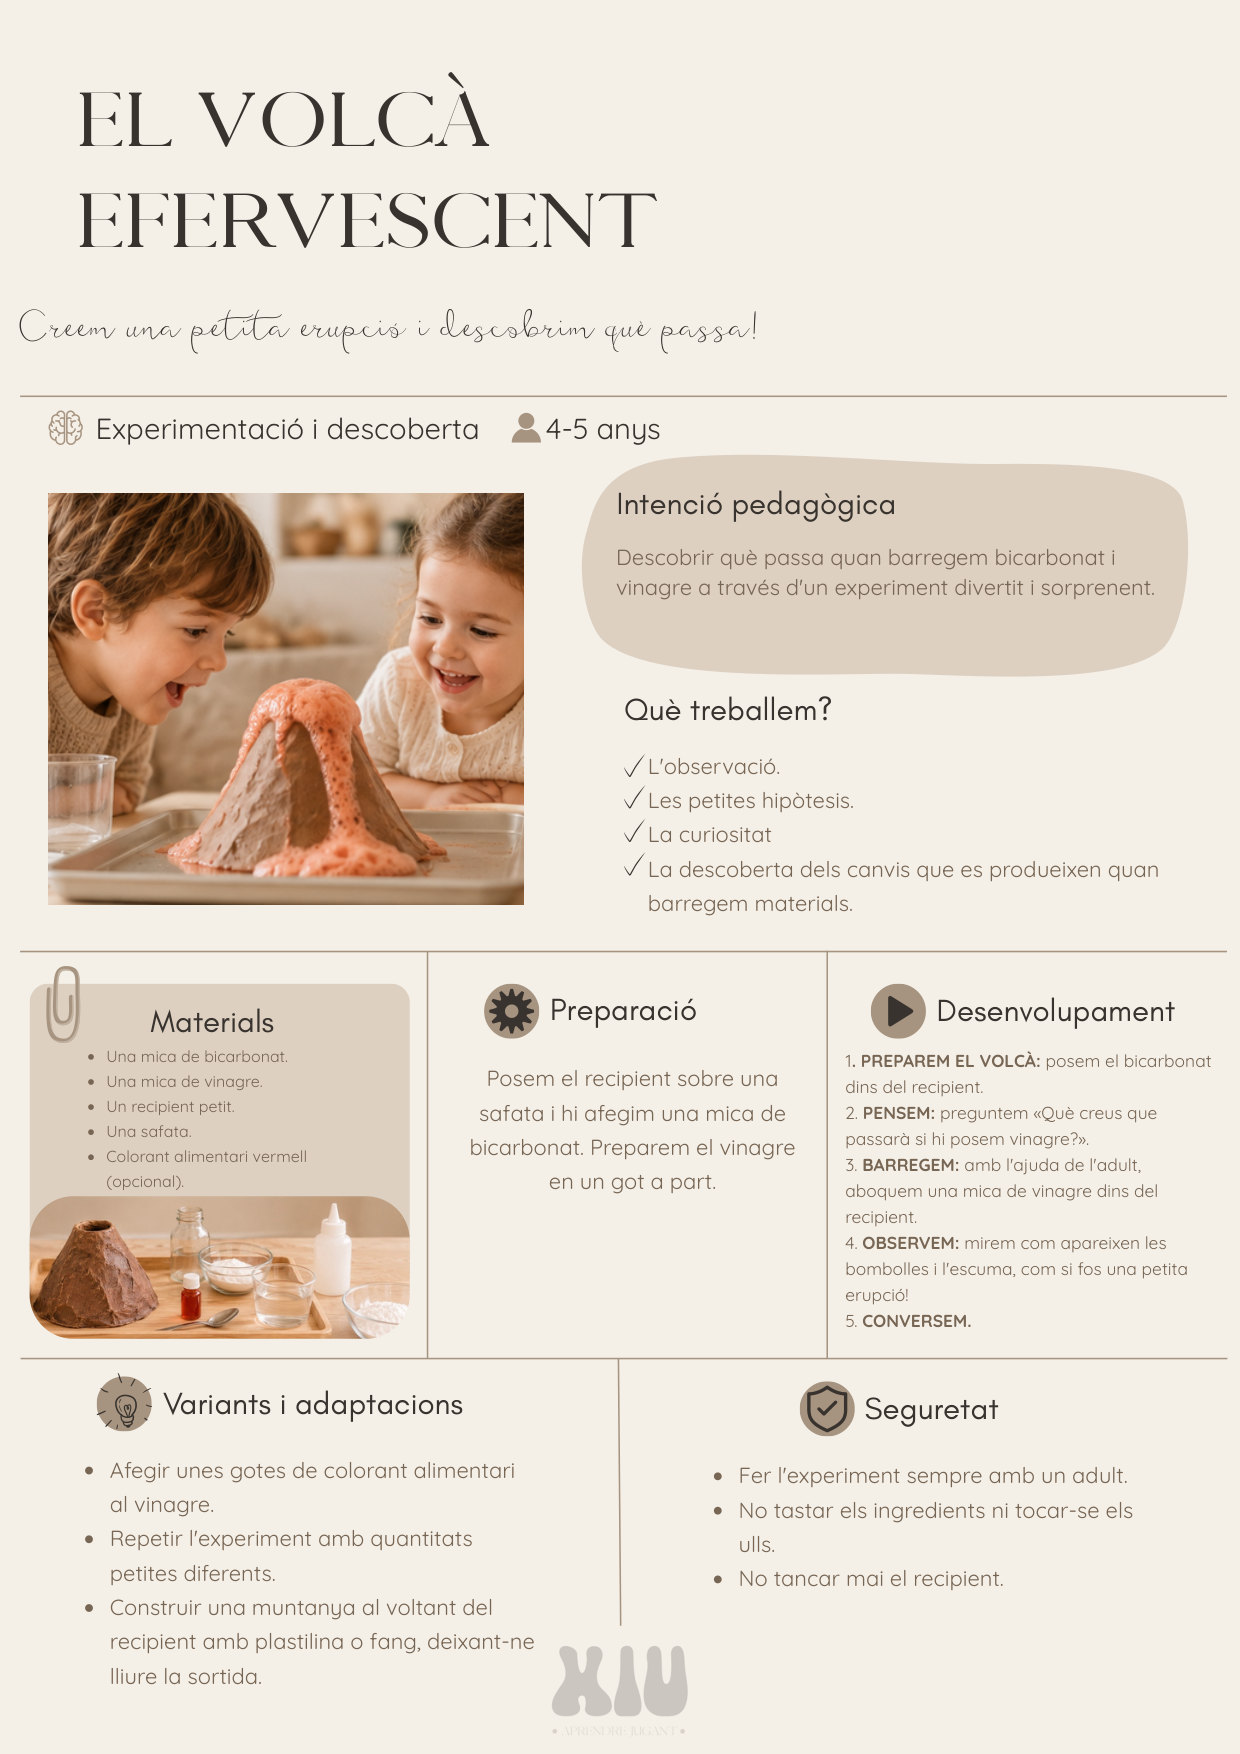 EL VOLCÀ
EFERVESCENT
Creem una petita erupció i descobrim què passa!
Experimentació i descoberta
4-5 anys
Intenció pedagògica
Descobrir què passa quan barregem bicarbonat i
vinagre a través d'un experiment divertit i sorprenent.
Què treballem?
L'observació.
Les petites hipòtesis.
La curiositat
La descoberta dels canvis que es produeixen quan
barregem materials.
Materials
• Una mica de bicarbonat.
• Una mica de vinagre.
• Un recipient petit.
• Una safata.
• Colorant alimentari vermell
(opcional).
Preparació
Posem el recipient sobre una
safata i hi afegim una mica de
bicarbonat. Preparem el vinagre
en un got a part.
Desenvolupament
1. PREPAREM EL VOLCÀ: posem el bicarbonat
dins del recipient.
2. PENSEM: preguntem «Què creus que
passarà si hi posem vinagre?».
3. BARREGEM: amb l'ajuda de l'adult,
aboquem una mica de vinagre dins del
recipient.
4. OBSERVEM: mirem com apareixen les
bombolles i l'escuma, com si fos una petita
erupció!
5. CONVERSEM.
Variants i adaptacions
• Afegir unes gotes de colorant alimentari
al vinagre.
• Repetir l'experiment amb quantitats
petites diferents.
• Construir una muntanya al voltant del
recipient amb plastilina o fang, deixant-ne
lliure la sortida.
Seguretat
• Fer l'experiment sempre amb un adult.
• No tastar els ingredients ni tocar-se els
ulls.
• No tancar mai el recipient.
XIU
• APRENDRE JUGANT •